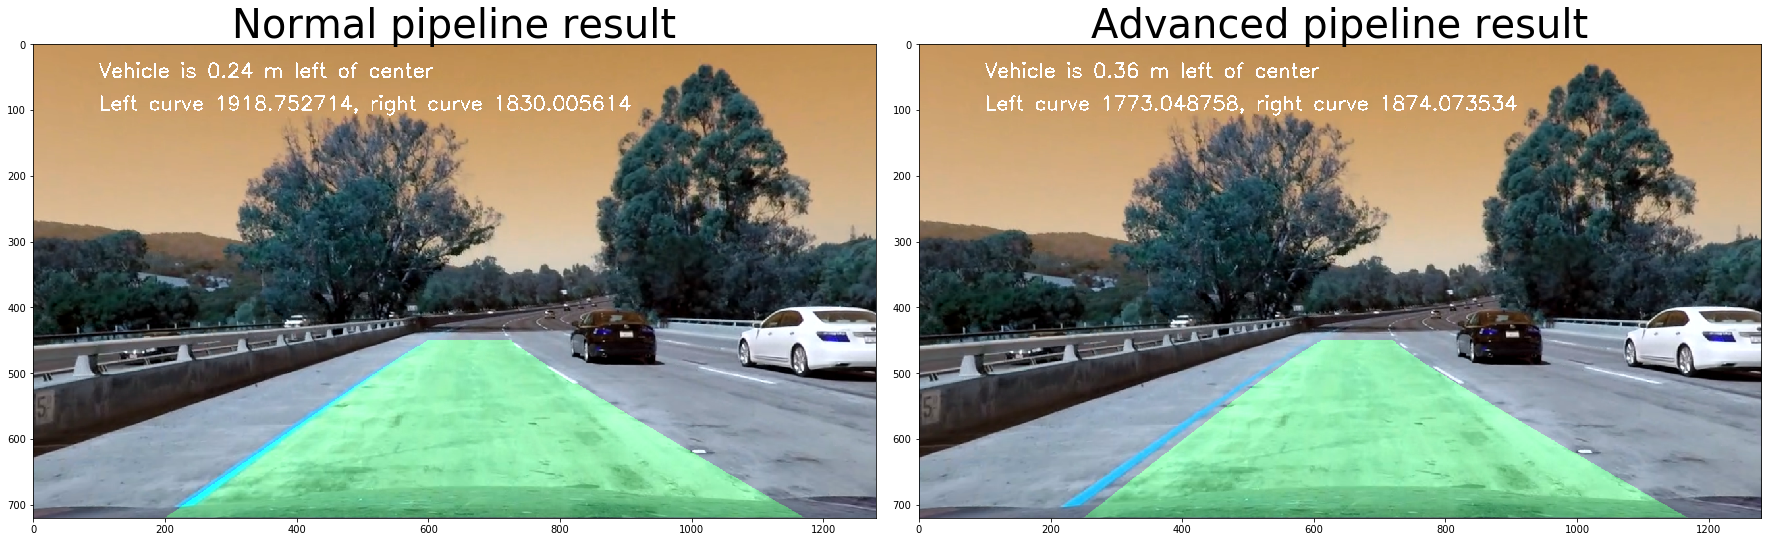 Normal pipeline result
Vehicle is 0.24 m left of center
Left curve 1918.752714, right curve 1830.005614
0
100
200
300
400
500
600
700
0 200 400 600 800 1000 1200
Advanced pipeline result
Vehicle is 0.36 m left of center
Left curve 1773.048758, right curve 1874.073534
0
100
200
300
400
500
600
700
0 200 400 600 800 1000 1200